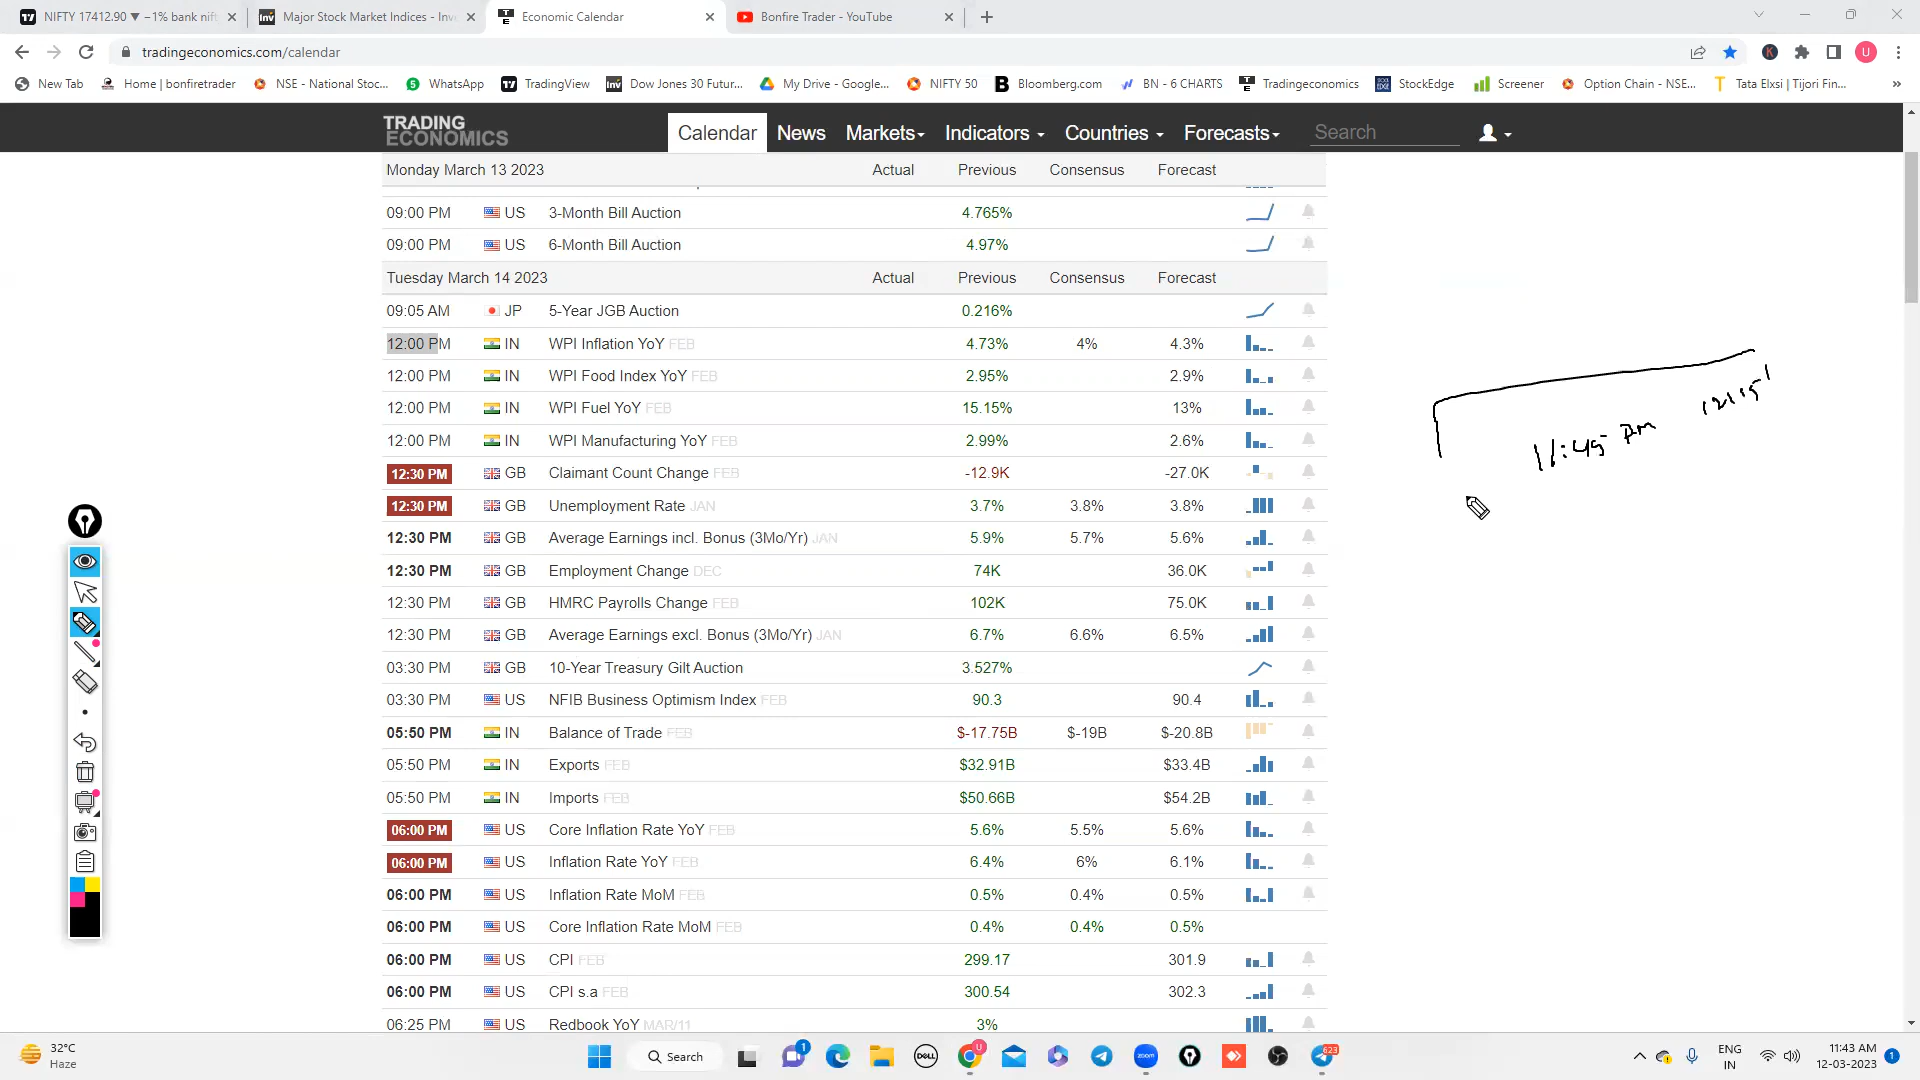 NIFTY 17412.90 ▼ −1% bank nift
Major Stock Market Indices - Inve
Economic Calendar
Bonfire Trader - YouTube
tradingeconomics.com/calendar
New Tab
Home | bonfiretrader
NSE - National Stoc...
WhatsApp
TradingView
Dow Jones 30 Futur...
My Drive - Google...
NIFTY 50
Bloomberg.com
BN - 6 CHARTS
Tradingeconomics
StockEdge
Screener
Option Chain - NSE...
Tata Elxsi | Tijori Fin...
TRADING ECONOMICS
Calendar News Markets Indicators Countries Forecasts Search
Monday March 13 2023 Actual Previous Consensus Forecast
09:00 PM US 3-Month Bill Auction 4.765%
09:00 PM US 6-Month Bill Auction 4.97%
Tuesday March 14 2023 Actual Previous Consensus Forecast
09:05 AM JP 5-Year JGB Auction 0.216%
12:00 PM IN WPI Inflation YoY FEB 4.73% 4% 4.3%
12:00 PM IN WPI Food Index YoY FEB 2.95% 2.9%
12:00 PM IN WPI Fuel YoY FEB 15.15% 13%
12:00 PM IN WPI Manufacturing YoY FEB 2.99% 2.6%
12:30 PM GB Claimant Count Change FEB -12.9K -27.0K
12:30 PM GB Unemployment Rate JAN 3.7% 3.8% 3.8%
12:30 PM GB Average Earnings incl. Bonus (3Mo/Yr) JAN 5.9% 5.7% 5.6%
12:30 PM GB Employment Change DEC 74K 36.0K
12:30 PM GB HMRC Payrolls Change FEB 102K 75.0K
12:30 PM GB Average Earnings excl. Bonus (3Mo/Yr) JAN 6.7% 6.6% 6.5%
03:30 PM GB 10-Year Treasury Gilt Auction 3.527%
03:30 PM US NFIB Business Optimism Index FEB 90.3 90.4
05:50 PM IN Balance of Trade FEB $-17.75B $-19B $-20.8B
05:50 PM IN Exports FEB $32.91B $33.4B
05:50 PM IN Imports FEB $50.66B $54.2B
06:00 PM US Core Inflation Rate YoY FEB 5.6% 5.5% 5.6%
06:00 PM US Inflation Rate YoY FEB 6.4% 6% 6.1%
06:00 PM US Inflation Rate MoM FEB 0.5% 0.4% 0.5%
06:00 PM US Core Inflation Rate MoM FEB 0.4% 0.4% 0.5%
06:00 PM US CPI FEB 299.17 301.9
06:00 PM US CPI s.a FEB 300.54 302.3
06:25 PM US Redbook YoY MAR/11 3%
11:45 PM
32°C
Haze
Search
DELL
zoom
623
ENG
IN
11:43 AM
12-03-2023